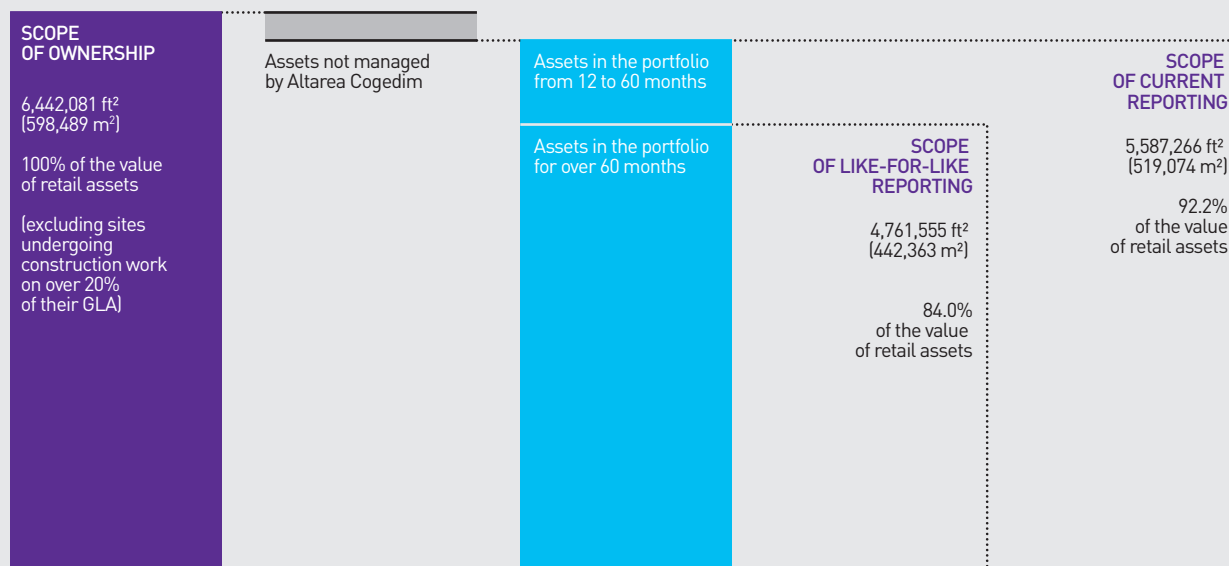 SCOPE
OF OWNERSHIP
6,442,081 ft²
(598,489 m²)
100% of the value
of retail assets
(excluding sites
undergoing
construction work
on over 20%
of their GLA)
Assets not managed
by Altarea Cogedim
Assets in the portfolio
from 12 to 60 months
Assets in the portfolio
for over 60 months
SCOPE
OF LIKE-FOR-LIKE
REPORTING
4,761,555 ft²
(442,363 m²)
84.0%
of the value
of retail assets
SCOPE
OF CURRENT
REPORTING
5,587,266 ft²
(519,074 m²)
92.2%
of the value
of retail assets